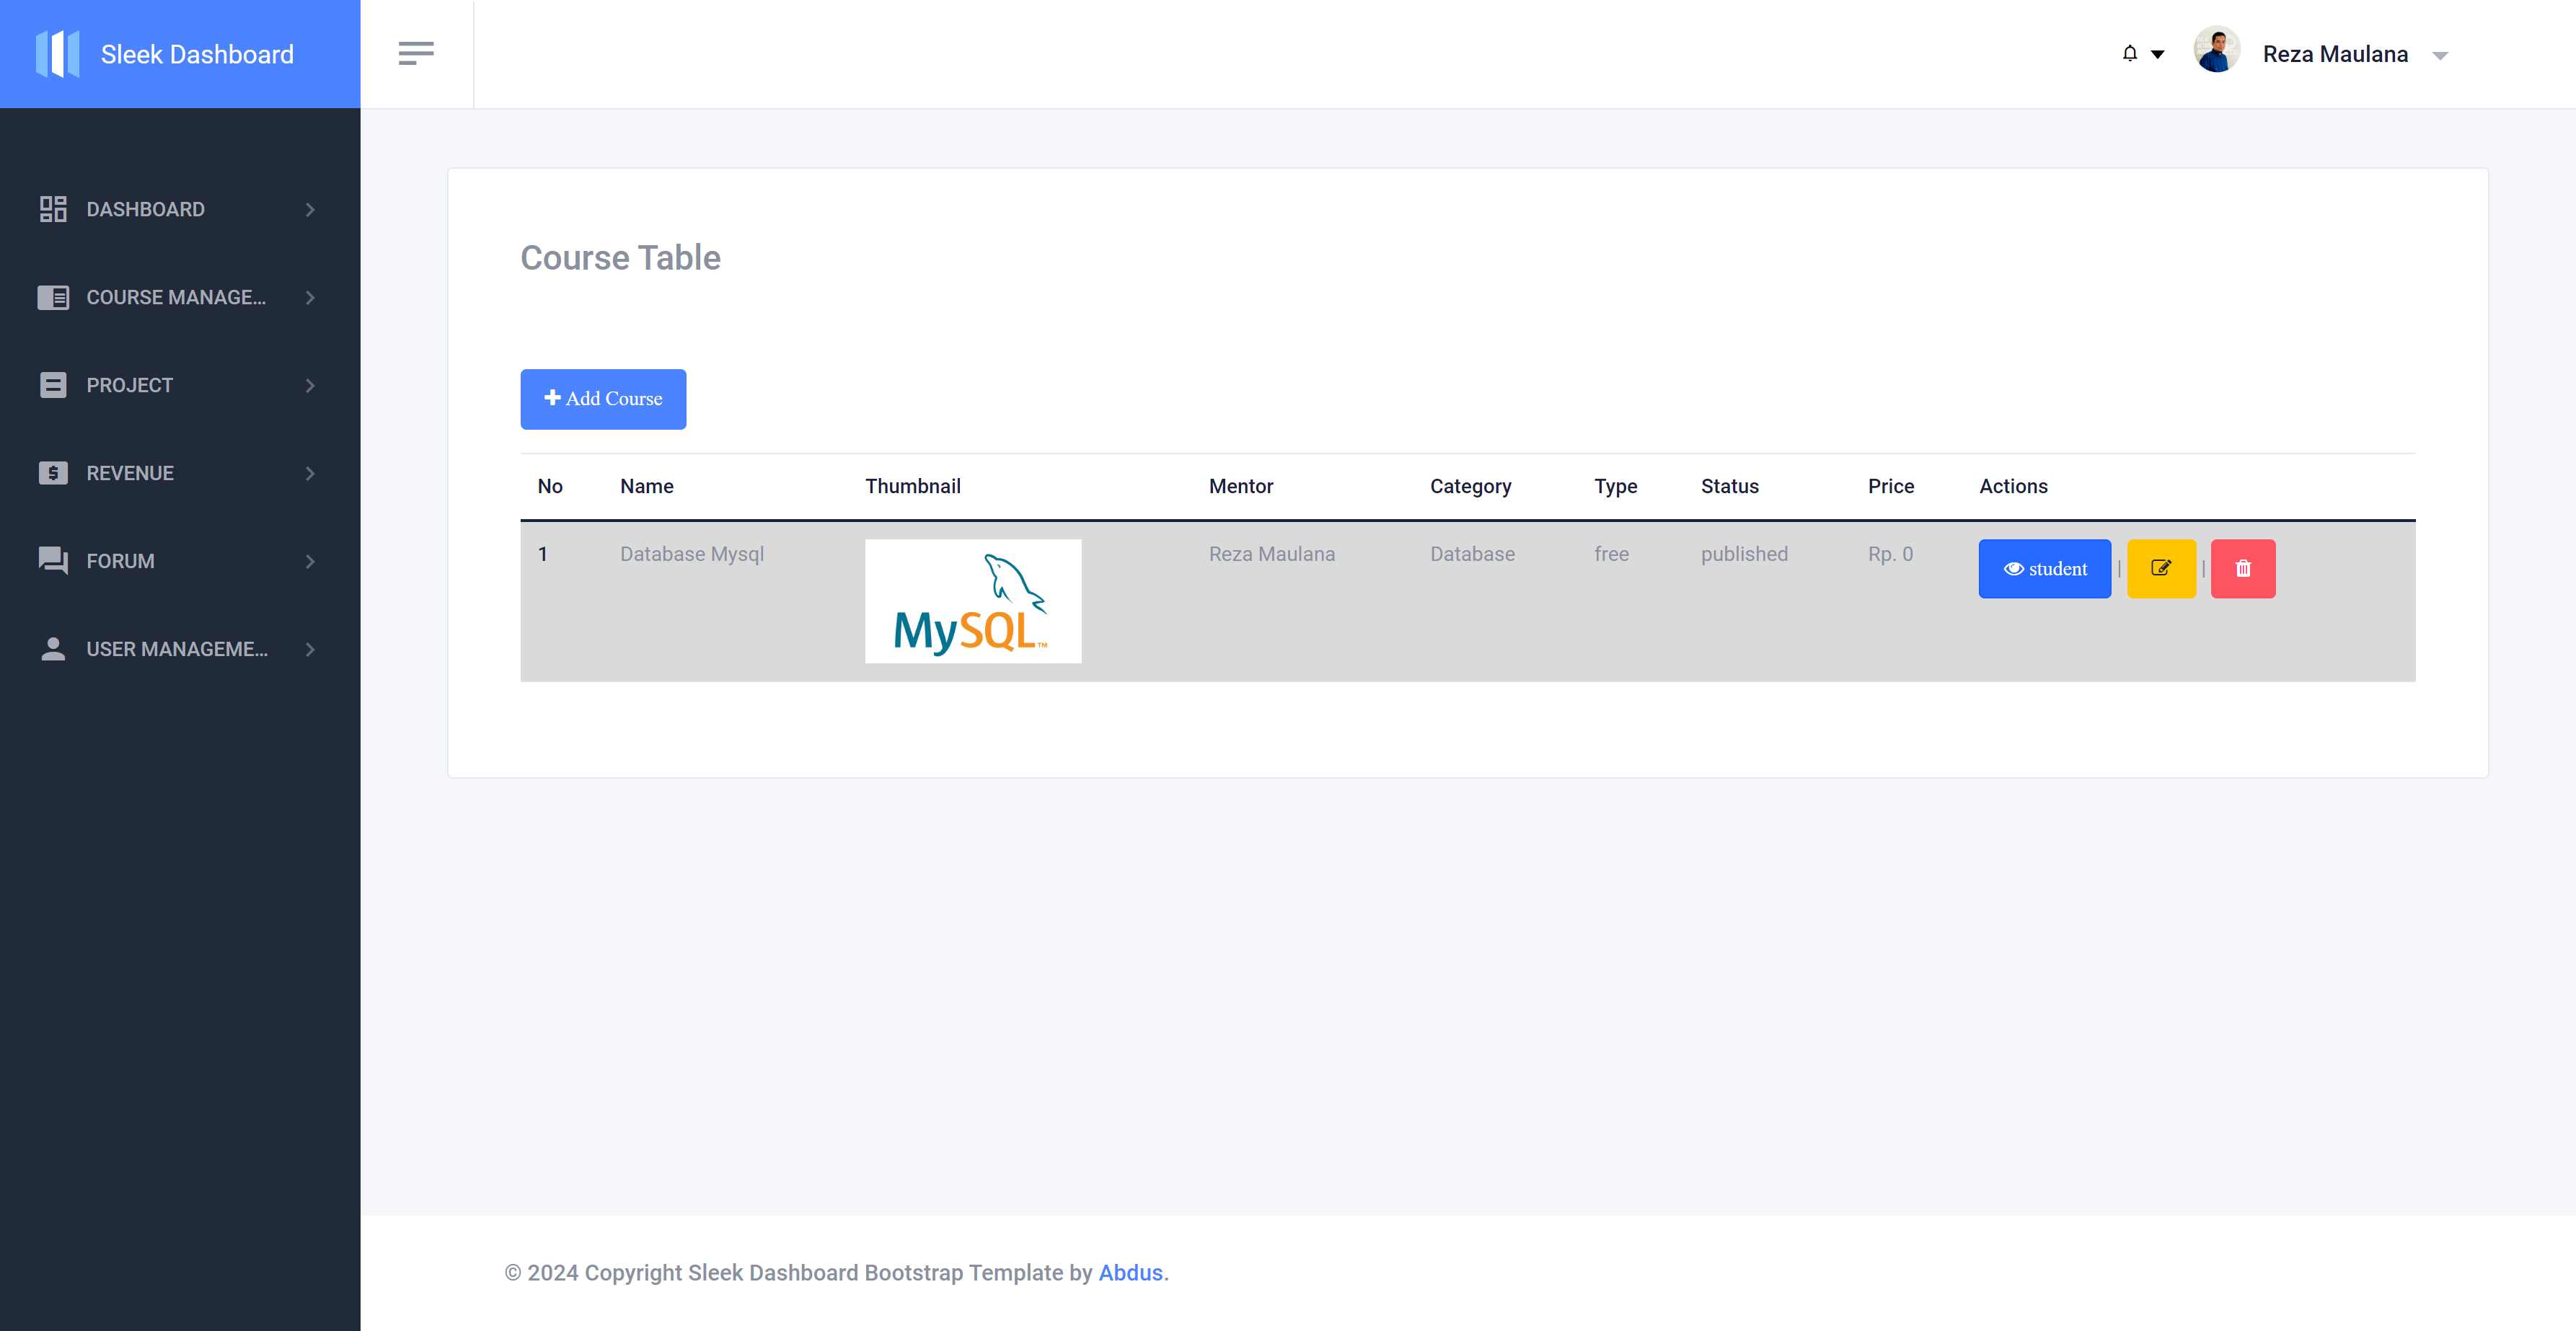 Sleek Dashboard
Reza Maulana
DASHBOARD
COURSE MANAGE...
PROJECT
REVENUE
FORUM
USER MANAGEME...
Course Table
Add Course
No Name Thumbnail Mentor Category Type Status Price Actions
1 Database Mysql MySQL™ Reza Maulana Database free published Rp. 0 student | |
© 2024 Copyright Sleek Dashboard Bootstrap Template by Abdus.